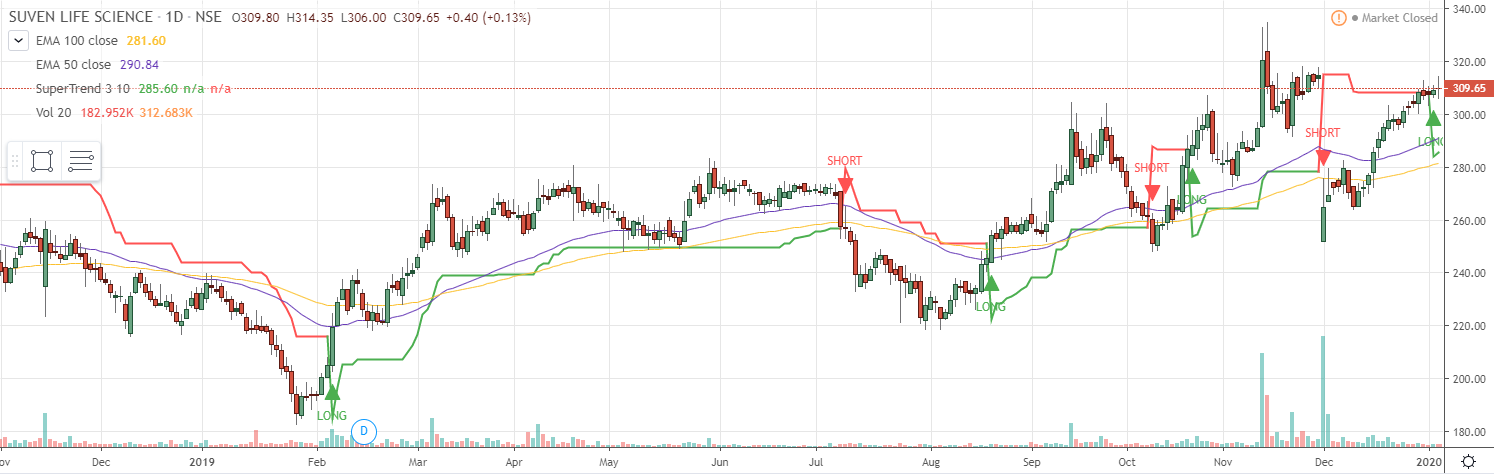 SUVEN LIFE SCIENCE · 1D · NSE O309.80 H314.35 L306.00 C309.65 +0.40 (+0.13%)
Market Closed
EMA 100 close 281.60
EMA 50 close 290.84
SuperTrend 3 10 285.60 n/a n/a
Vol 20 182.952K 312.683K
340.00
320.00
309.65
300.00
280.00
260.00
240.00
220.00
200.00
180.00
SHORT
SHORT
SHORT
LONG
LONG
LONG
LONG
D
Dec 2019 Feb Mar Apr May Jun Jul Aug Sep Oct Nov Dec 2020